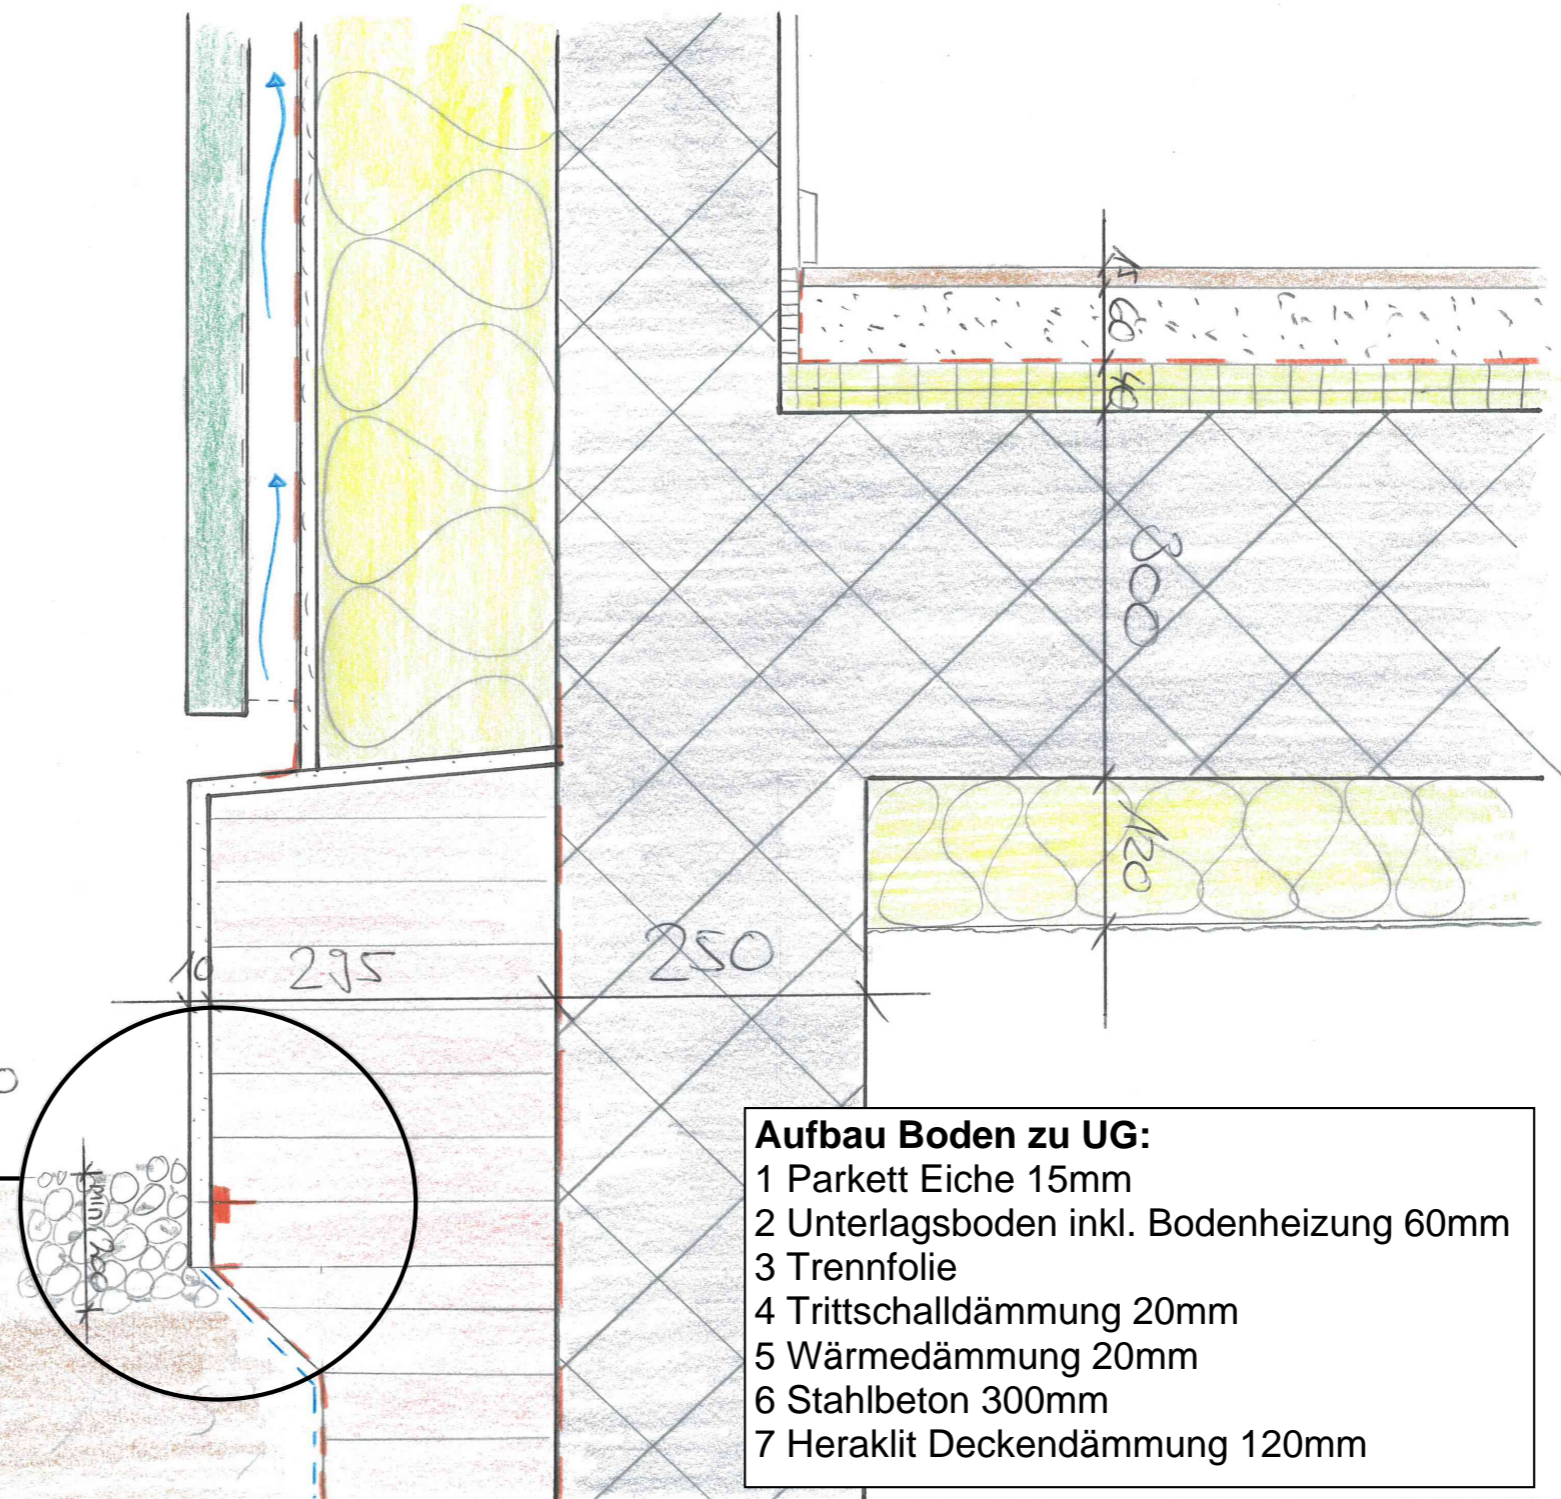 15
60
40
300
120
10 295 250
min 200
Aufbau Boden zu UG:
1 Parkett Eiche 15mm
2 Unterlagsboden inkl. Bodenheizung 60mm
3 Trennfolie
4 Trittschalldämmung 20mm
5 Wärmedämmung 20mm
6 Stahlbeton 300mm
7 Heraklit Deckendämmung 120mm